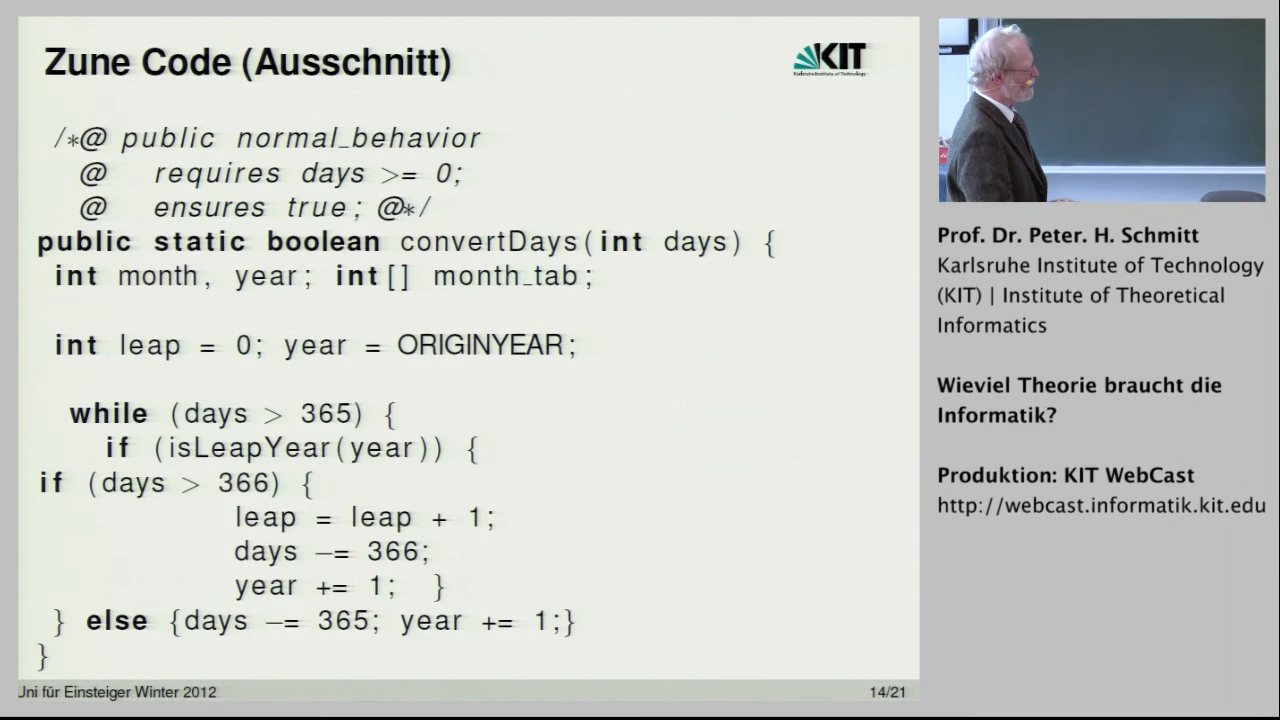 Zune Code (Ausschnitt)
KIT
Karlsruhe Institute of Technology
/*@ public normal_behavior
@ requires days >= 0;
@ ensures true; @*/
public static boolean convertDays(int days) {
int month, year; int[] month_tab;
int leap = 0; year = ORIGINYEAR;
while (days > 365) {
if (isLeapYear(year)) {
if (days > 366) {
leap = leap + 1;
days −= 366;
year += 1; }
} else {days −= 365; year += 1;}
}
Uni für Einsteiger Winter 2012
14/21
Prof. Dr. Peter. H. Schmitt
Karlsruhe Institute of Technology
(KIT) | Institute of Theoretical
Informatics
Wieviel Theorie braucht die
Informatik?
Produktion: KIT WebCast
http://webcast.informatik.kit.edu